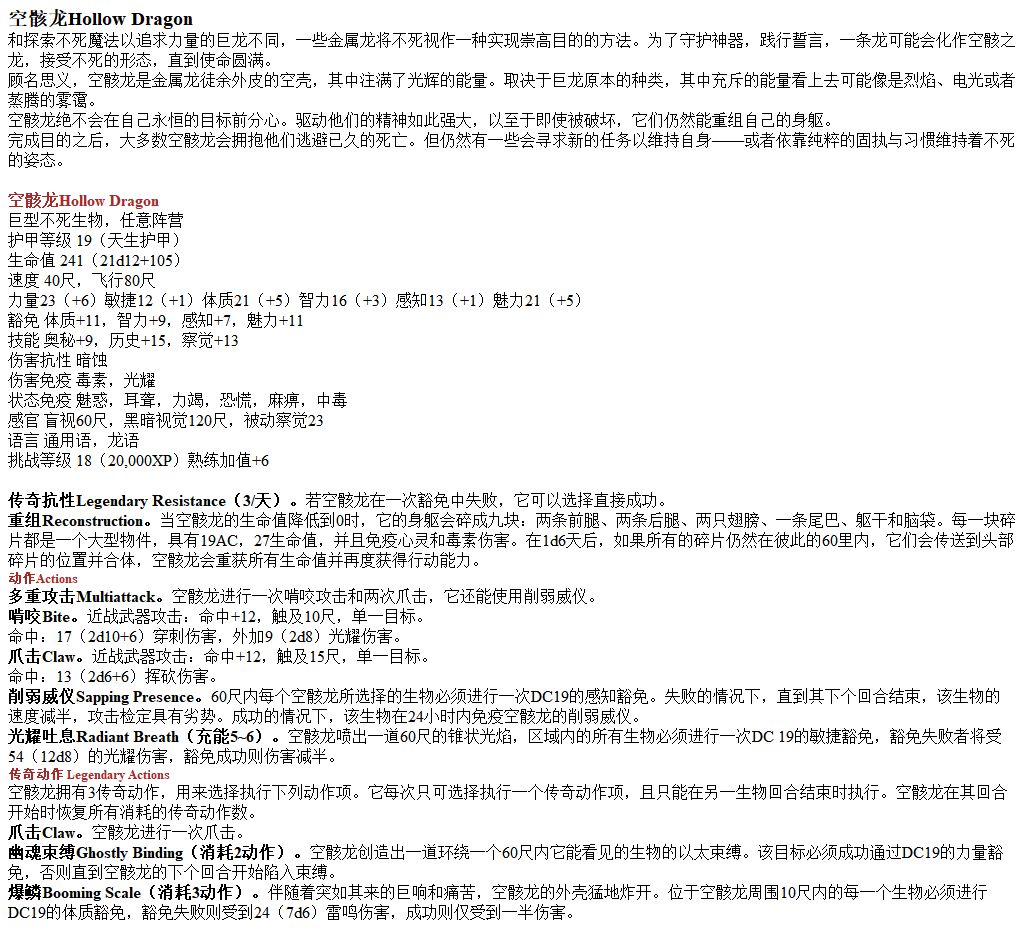 空骸龙Hollow Dragon
和探索不死魔法以追求力量的巨龙不同，一些金属龙将不死视作一种实现崇高目的的方法。为了守护神器，践行誓言，一条龙可能会化作空骸之
龙，接受不死的形态，直到使命圆满。
顾名思义，空骸龙是金属龙徒余外皮的空壳，其中注满了光辉的能量。取决于巨龙原本的种类，其中充斥的能量看上去可能像是烈焰、电光或者
蒸腾的雾霭。
空骸龙绝不会在自己永恒的目标前分心。驱动他们的精神如此强大，以至于即使被破坏，它们仍然能重组自己的身躯。
完成目的之后，大多数空骸龙会拥抱他们逃避已久的死亡。但仍然有一些会寻求新的任务以维持自身——或者依靠纯粹的固执与习惯维持着不死
的姿态。
空骸龙Hollow Dragon
巨型不死生物，任意阵营
护甲等级 19（天生护甲）
生命值 241（21d12+105）
速度 40尺，飞行80尺
力量23（+6）敏捷12（+1）体质21（+5）智力16（+3）感知13（+1）魅力21（+5）
豁免 体质+11，智力+9，感知+7，魅力+11
技能 奥秘+9，历史+15，察觉+13
伤害抗性 暗蚀
伤害免疫 毒素，光耀
状态免疫 魅惑，耳聋，力竭，恐慌，麻痹，中毒
感官 盲视60尺，黑暗视觉120尺，被动察觉23
语言 通用语，龙语
挑战等级 18（20,000XP）熟练加值+6
传奇抗性Legendary Resistance（3/天）。若空骸龙在一次豁免中失败，它可以选择直接成功。
重组Reconstruction。当空骸龙的生命值降低到0时，它的身躯会碎成九块：两条前腿、两条后腿、两只翅膀、一条尾巴、躯干和脑袋。每一块碎
片都是一个大型物件，具有19AC，27生命值，并且免疫心灵和毒素伤害。在1d6天后，如果所有的碎片仍然在彼此的60里内，它们会传送到头部
碎片的位置并合体，空骸龙会重获所有生命值并再度获得行动能力。
动作Actions
多重攻击Multiattack。空骸龙进行一次啃咬攻击和两次爪击，它还能使用削弱威仪。
啃咬Bite。近战武器攻击：命中+12，触及10尺，单一目标。
命中：17（2d10+6）穿刺伤害，外加9（2d8）光耀伤害。
爪击Claw。近战武器攻击：命中+12，触及15尺，单一目标。
命中：13（2d6+6）挥砍伤害。
削弱威仪Sapping Presence。60尺内每个空骸龙所选择的生物必须进行一次DC19的感知豁免。失败的情况下，直到其下个回合结束，该生物的
速度减半，攻击检定具有劣势。成功的情况下，该生物在24小时内免疫空骸龙的削弱威仪。
光耀吐息Radiant Breath（充能5~6）。空骸龙喷出一道60尺的锥状光焰，区域内的所有生物必须进行一次DC 19的敏捷豁免，豁免失败者将受
54（12d8）的光耀伤害，豁免成功则伤害减半。
传奇动作 Legendary Actions
空骸龙拥有3传奇动作，用来选择执行下列动作项。它每次只可选择执行一个传奇动作项，且只能在另一生物回合结束时执行。空骸龙在其回合
开始时恢复所有消耗的传奇动作数。
爪击Claw。空骸龙进行一次爪击。
幽魂束缚Ghostly Binding（消耗2动作）。空骸龙创造出一道环绕一个60尺内它能看见的生物的以太束缚。该目标必须成功通过DC19的力量豁
免，否则直到空骸龙的下个回合开始陷入束缚。
爆鳞Booming Scale（消耗3动作）。伴随着突如其来的巨响和痛苦，空骸龙的外壳猛地炸开。位于空骸龙周围10尺内的每一个生物必须进行
DC19的体质豁免，豁免失败则受到24（7d6）雷鸣伤害，成功则仅受到一半伤害。